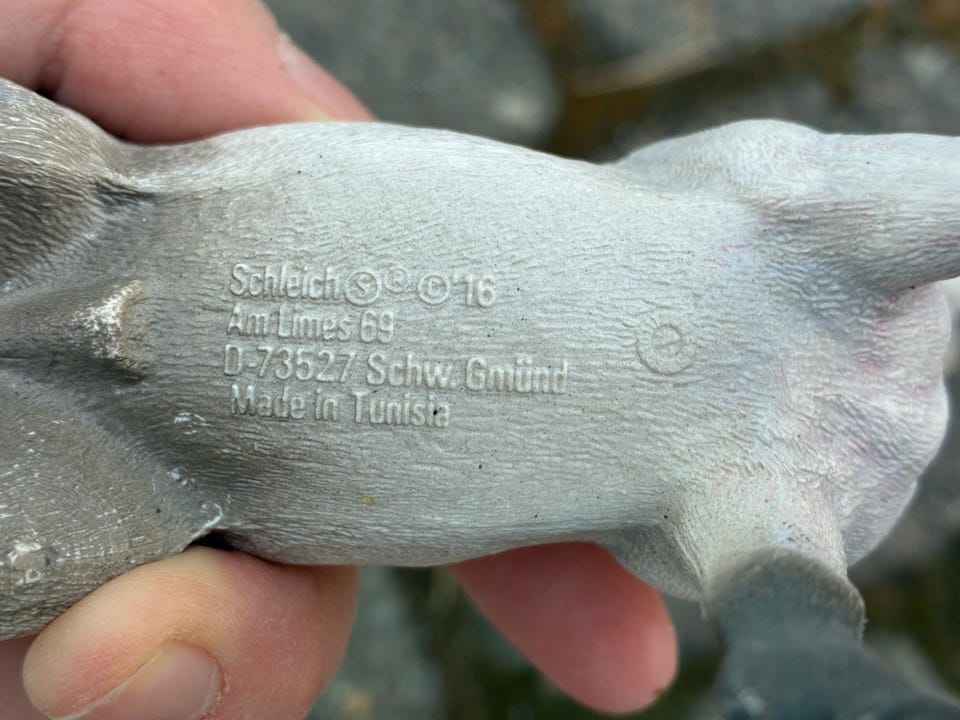 Schleich Ⓢ® ©'16
Am Limes 69
D-73527 Schw. Gmünd
Made in Tunisia